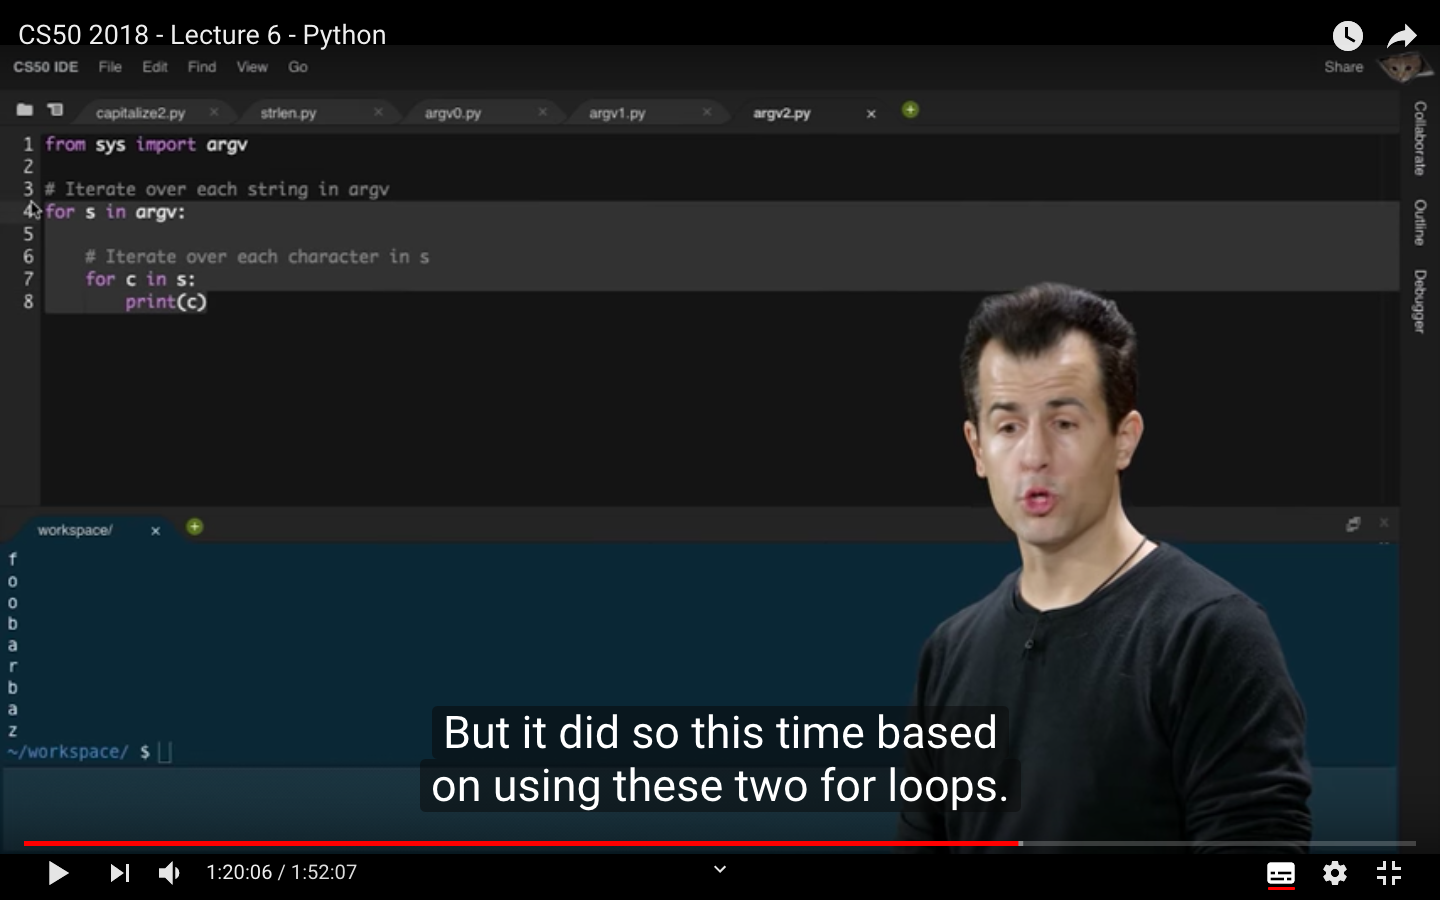 CS50 2018 - Lecture 6 - Python
CS50 IDE File Edit Find View Go
Share
capitalize2.py strlen.py argv0.py argv1.py argv2.py
1 from sys import argv
2
3 # Iterate over each string in argv
4 for s in argv:
5
6     # Iterate over each character in s
7     for c in s:
8         print(c)
Collaborate
Outline
Debugger
workspace/
f
o
o
b
a
r
b
a
z
~/workspace/ $
But it did so this time based
on using these two for loops.
1:20:06 / 1:52:07